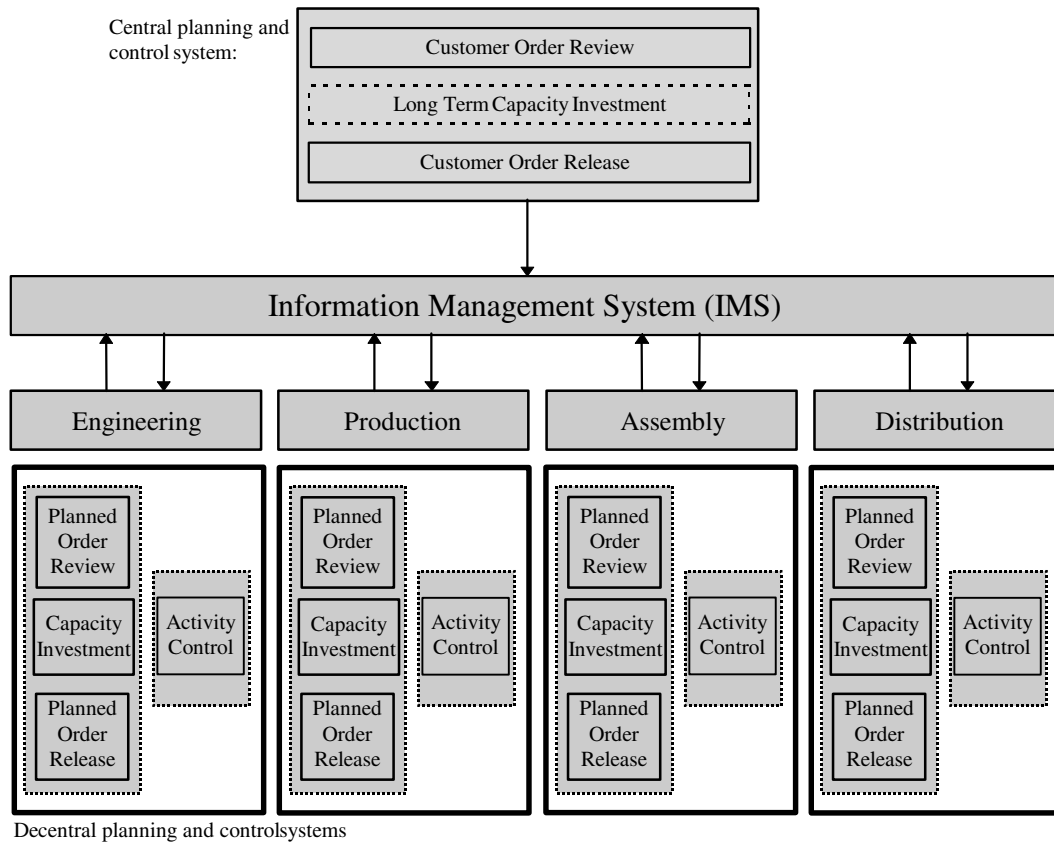 Central planning and
control system:
Customer Order Review
Long Term Capacity Investment
Customer Order Release
Information Management System (IMS)
Engineering
Production
Assembly
Distribution
Planned
Order
Review
Capacity
Investment
Planned
Order
Release
Activity
Control
Planned
Order
Review
Capacity
Investment
Planned
Order
Release
Activity
Control
Planned
Order
Review
Capacity
Investment
Planned
Order
Release
Activity
Control
Planned
Order
Review
Capacity
Investment
Planned
Order
Release
Activity
Control
Decentral planning and controlsystems